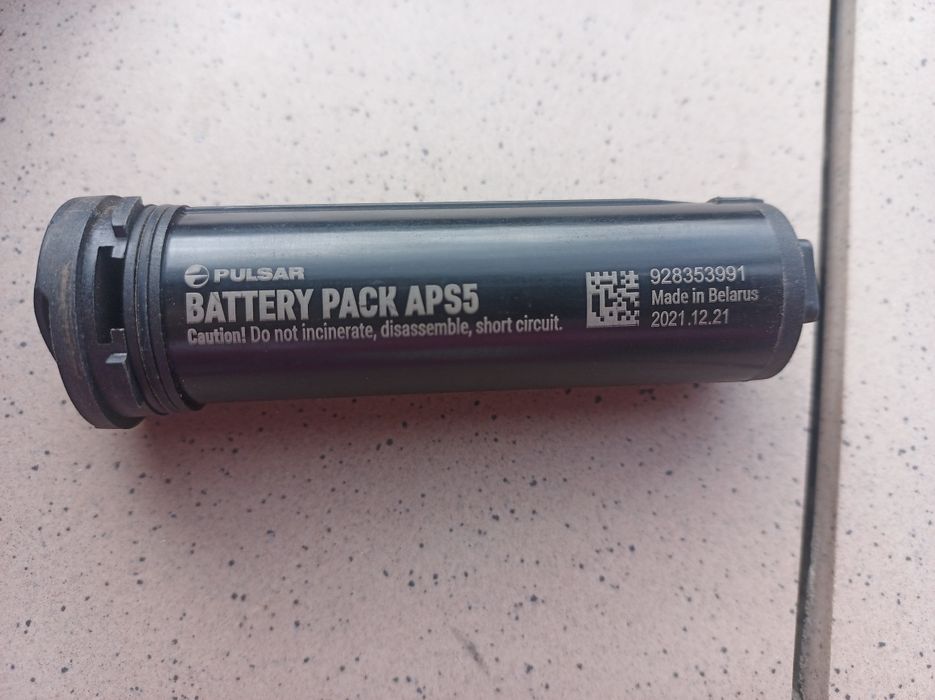 PULSAR
BATTERY PACK APS5
Caution! Do not incinerate, disassemble, short circuit.
928353991
Made in Belarus
2021.12.21